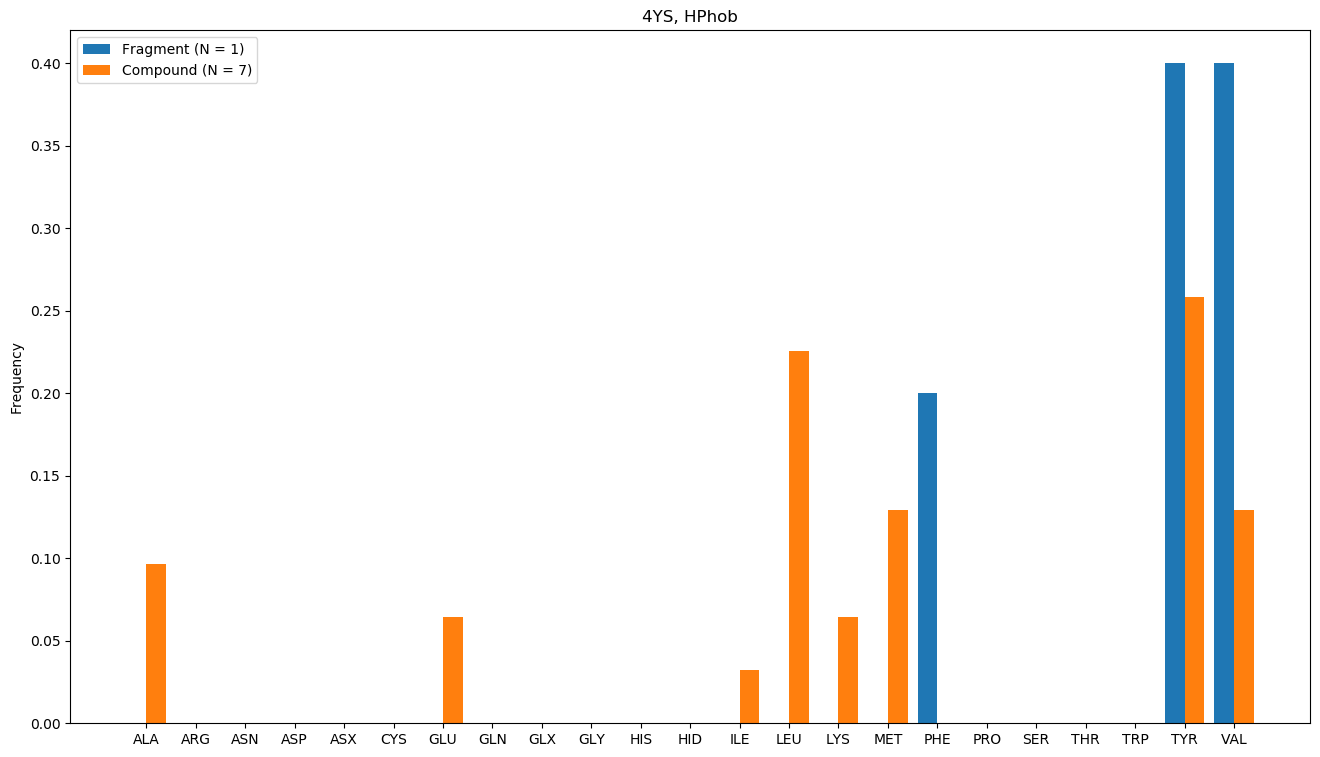 4YS, HPhob
Fragment (N = 1)
Compound (N = 7)
Frequency
0.40
0.35
0.30
0.25
0.20
0.15
0.10
0.05
0.00
ALA ARG ASN ASP ASX CYS GLU GLN GLX GLY HIS HID ILE LEU LYS MET PHE PRO SER THR TRP TYR VAL